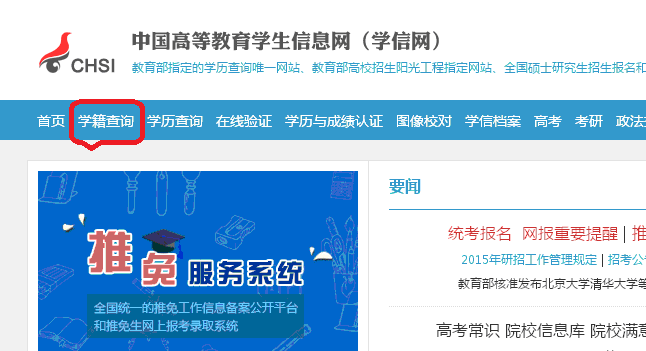 中国高等教育学生信息网（学信网）
CHSI
教育部指定的学历查询唯一网站、教育部高校招生阳光工程指定网站、全国硕士研究生招生报名和
首页 学籍查询 学历查询 在线验证 学历与成绩认证 图像校对 学信档案 高考 考研 政法
要闻
推免服务系统
全国统一的推免工作信息备案公开平台
和推免生网上报考录取系统
统考报名 网报重要提醒 | 推
2015年研招工作管理规定 | 招考公
教育部核准发布北京大学清华大学等
高考常识 院校信息库 院校满意